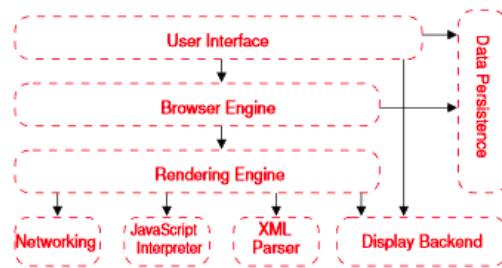 User Interface
Data Persistence
Browser Engine
Rendering Engine
Networking
JavaScript
Interpreter
XML
Parser
Display Backend